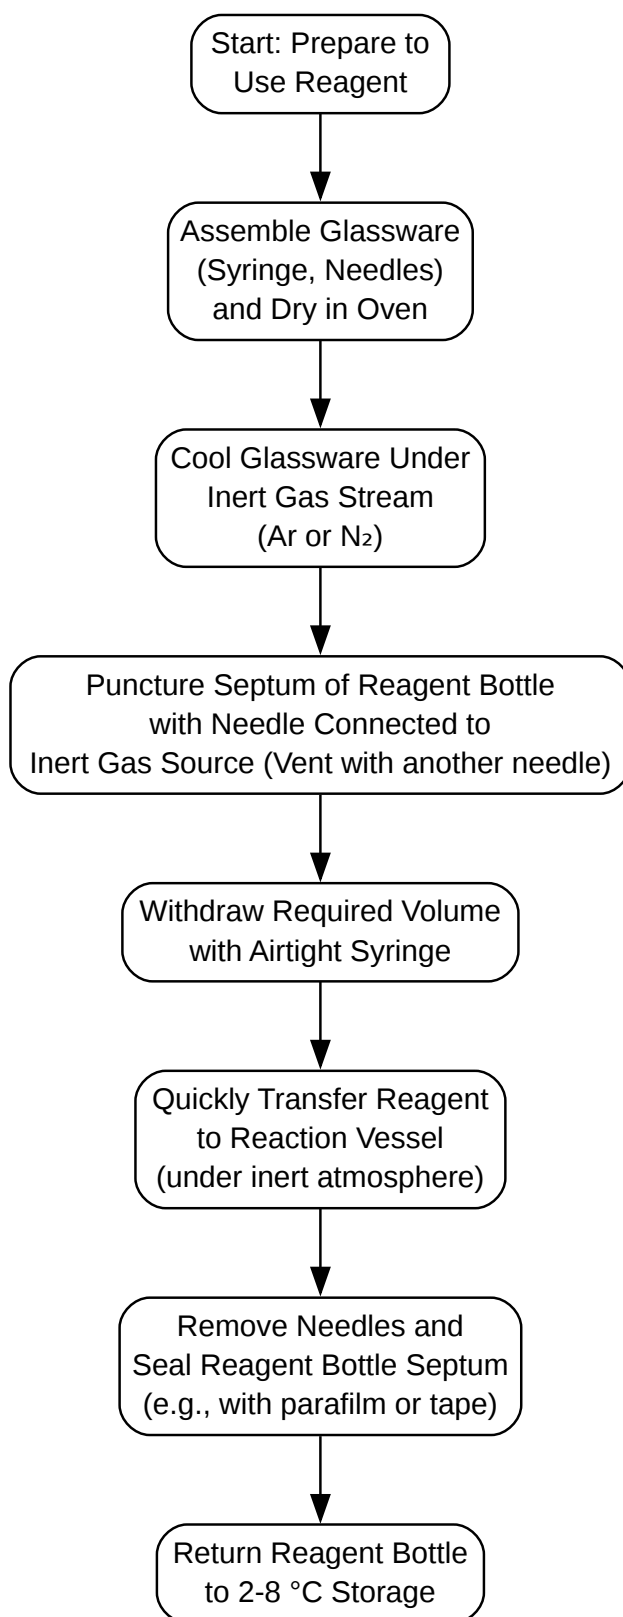 Start: Prepare to
Use Reagent
Assemble Glassware
(Syringe, Needles)
and Dry in Oven
Cool Glassware Under
Inert Gas Stream
(Ar or N₂)
Puncture Septum of Reagent Bottle
with Needle Connected to
Inert Gas Source (Vent with another needle)
Withdraw Required Volume
with Airtight Syringe
Quickly Transfer Reagent
to Reaction Vessel
(under inert atmosphere)
Remove Needles and
Seal Reagent Bottle Septum
(e.g., with parafilm or tape)
Return Reagent Bottle
to 2-8 °C Storage